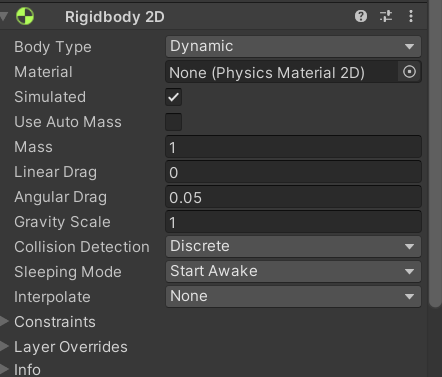 Rigidbody 2D
Body Type Dynamic
Material None (Physics Material 2D)
Simulated
Use Auto Mass
Mass 1
Linear Drag 0
Angular Drag 0.05
Gravity Scale 1
Collision Detection Discrete
Sleeping Mode Start Awake
Interpolate None
Constraints
Layer Overrides
Info